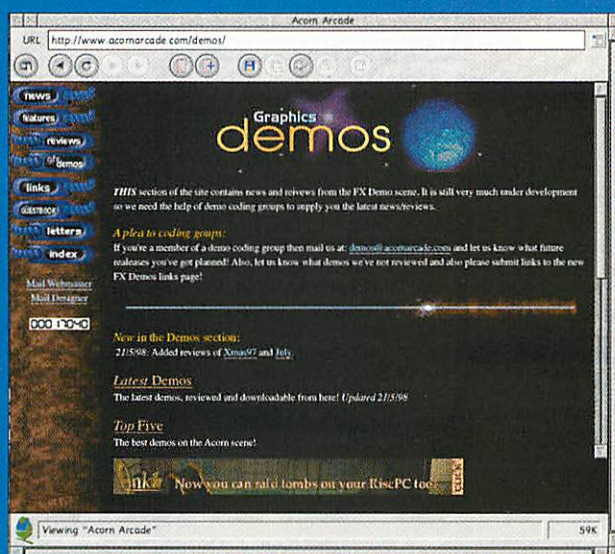 Acorn Arcade
URL http://www.acornarcade.com/demos/
news
features
reviews
gfx demos
links
GUESTBOOK
letters
index
Mail Webmaster
Mail Designer
00017040
Graphics
demos
THIS section of the site contains news and reivews from the FX Demo scene. It is still very much under development
so we need the help of demo coding groups to supply you the latest news/reviews.
A plea to coding groups:
If you're a member of a demo coding group then mail us at: demos@acornarcade.com and let us know what future
realeases you've got planned! Also, let us know what demos we've not reviewed and also please submit links to the new
FX Demos links page!
New in the Demos section:
21/5/98: Added reviews of Xmas97 and July.
Latest Demos
The latest demos, reviewed and downloadable from here! Updated 21/5/98
Top Five
The best demos on the Acorn scene!
Now you can raid tombs on your RiscPC too
CLICK
Viewing "Acorn Arcade"
59K